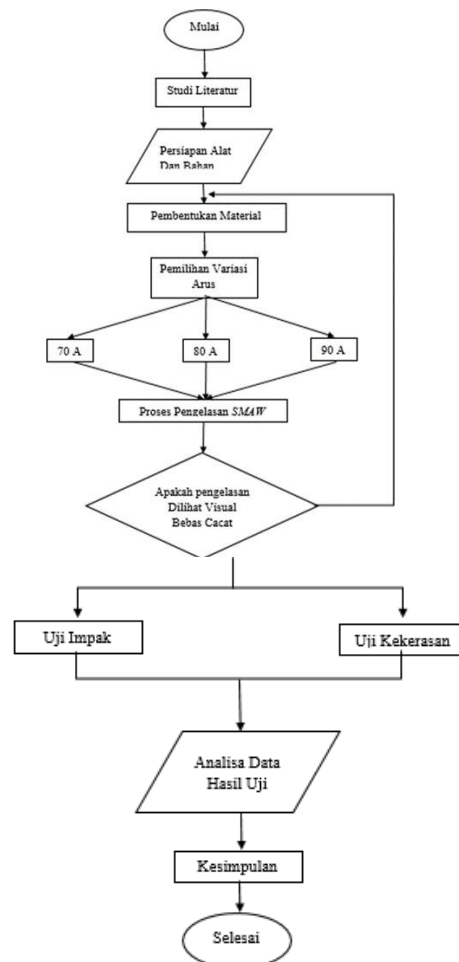 Mulai
Studi Literatur
Persiapan Alat
Dan Bahan
Pembentukan Material
Pemilihan Variasi
Arus
70 A
80 A
90 A
Proses Pengelasan SMAW
Apakah pengelasan
Dilihat Visual
Bebas Cacat
Uji Impak
Uji Kekerasan
Analisa Data
Hasil Uji
Kesimpulan
Selesai